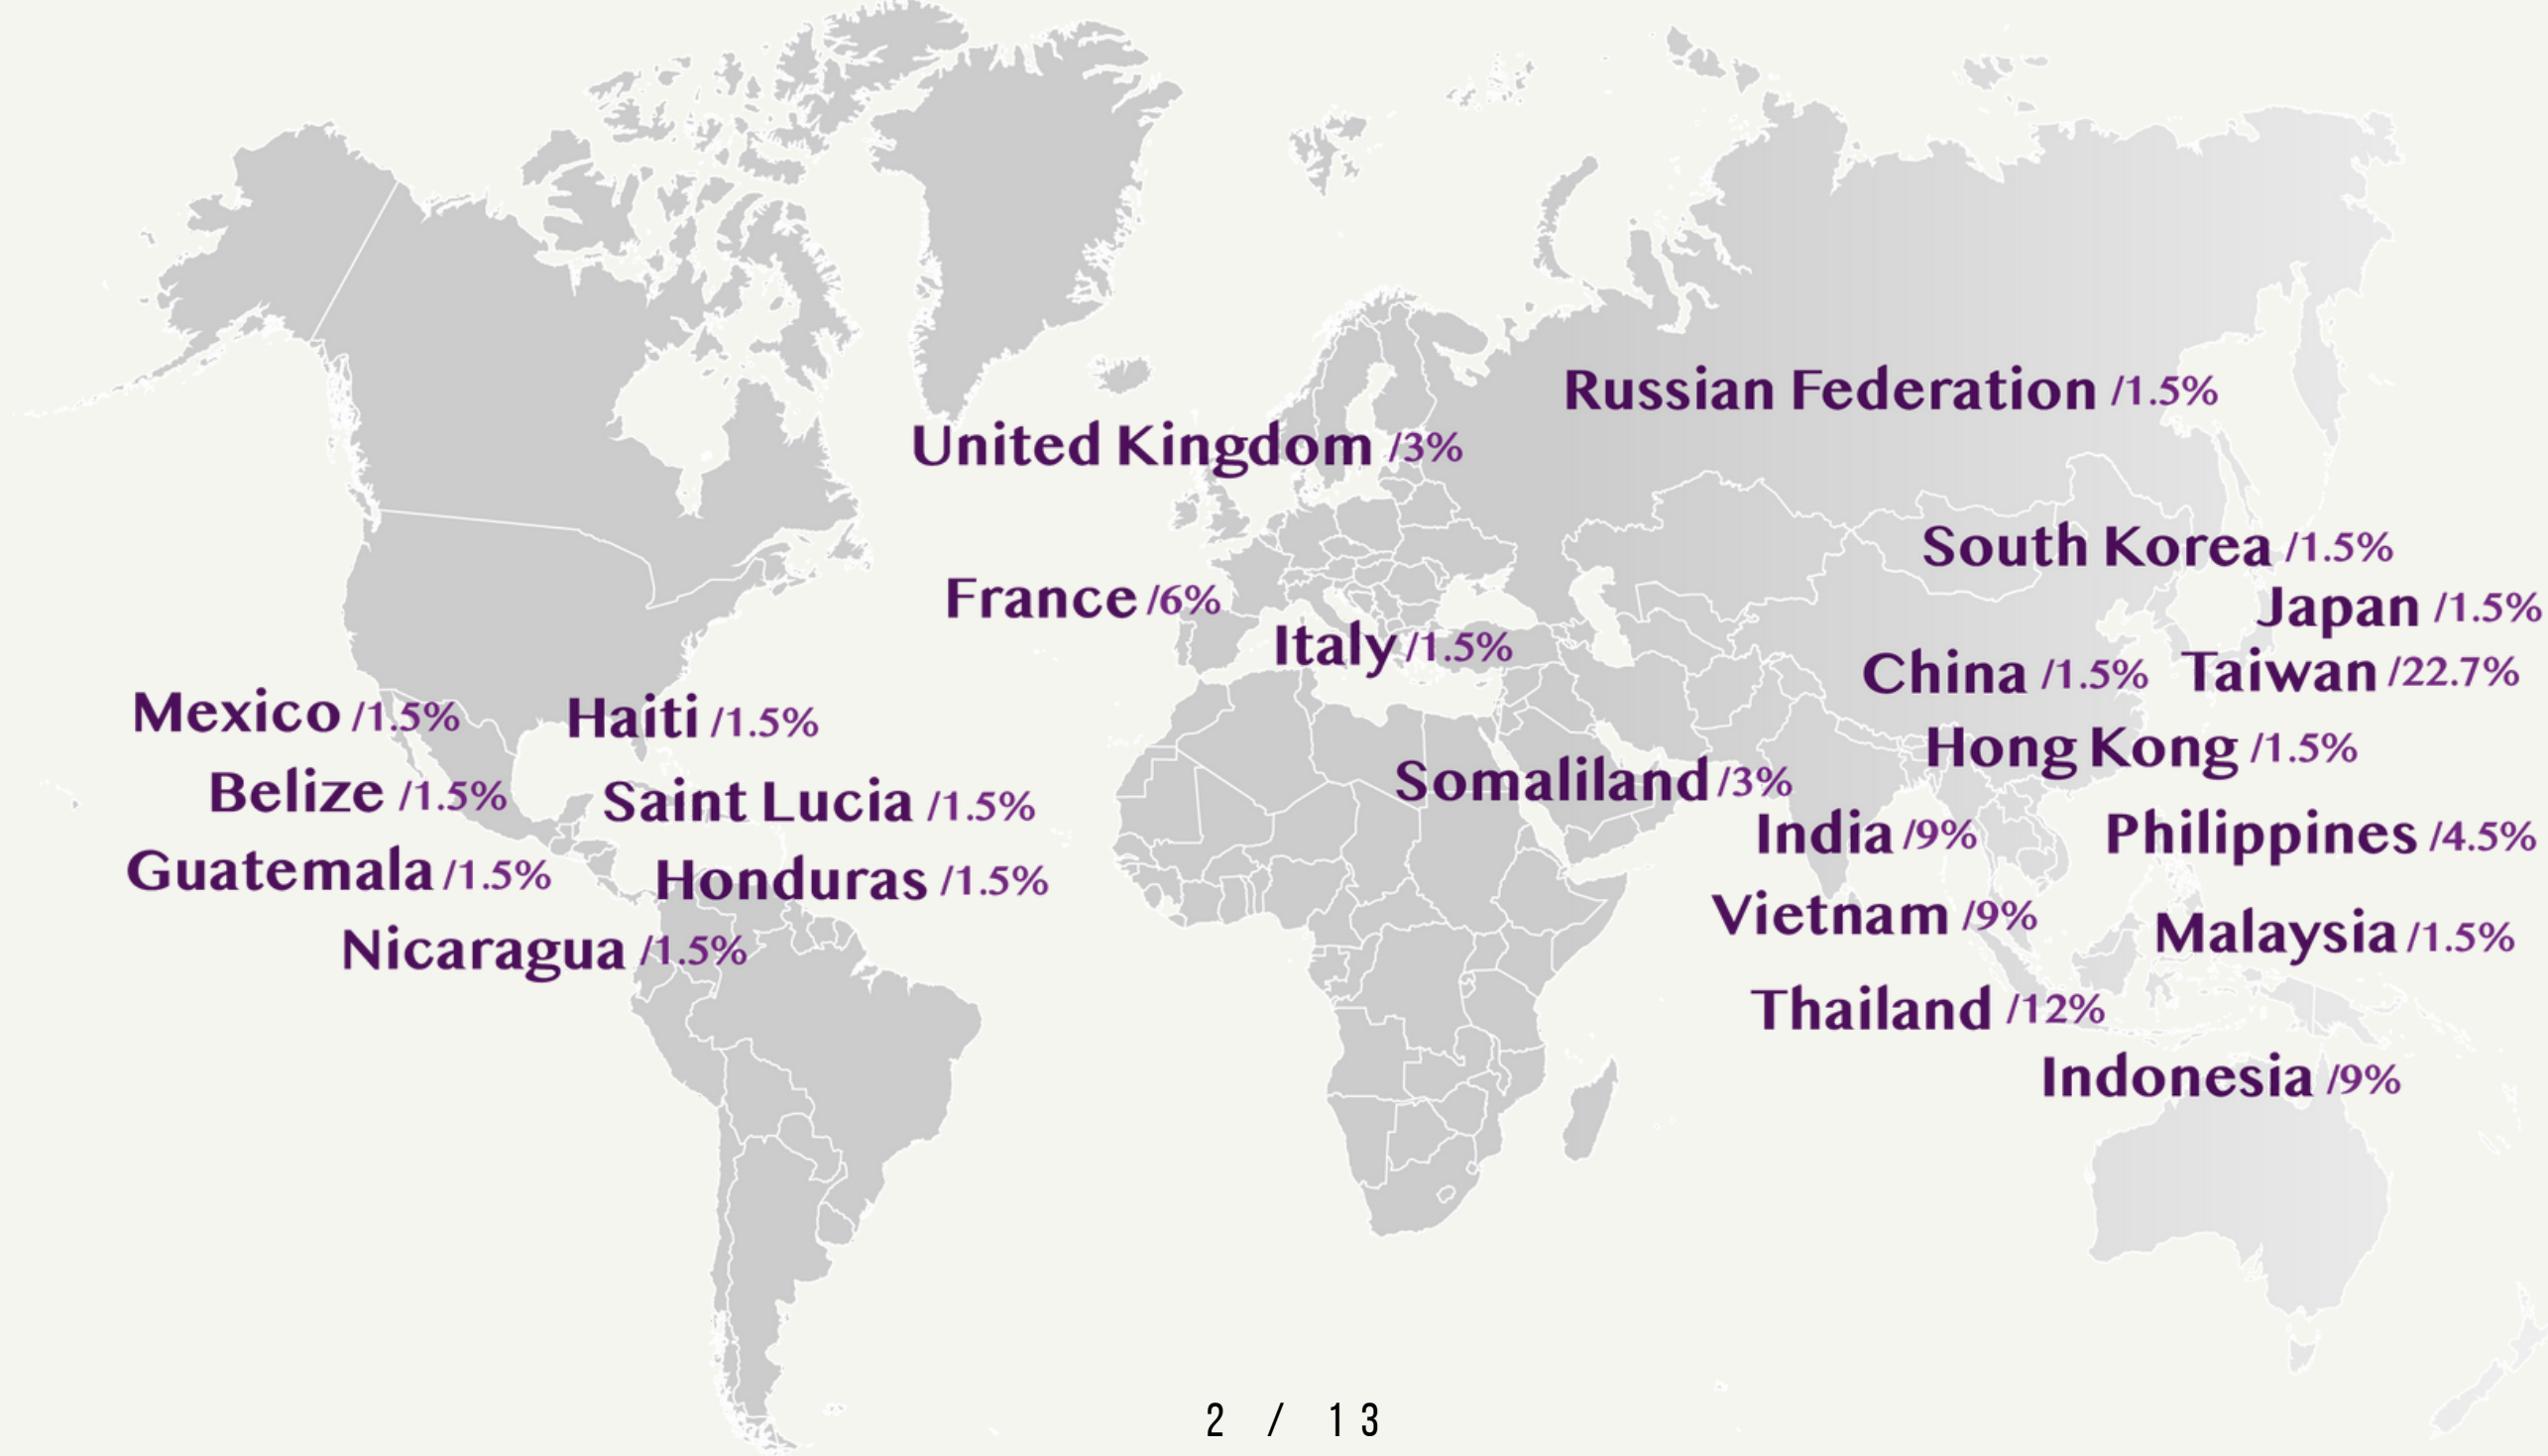 Russian Federation /1.5%
United Kingdom /3%
South Korea /1.5%
France /6%
Japan /1.5%
Italy /1.5%
China /1.5%
Taiwan /22.7%
Mexico /1.5%
Haiti /1.5%
Hong Kong /1.5%
Somaliland /3%
Belize /1.5%
Saint Lucia /1.5%
India /9%
Philippines /4.5%
Guatemala /1.5%
Honduras /1.5%
Vietnam /9%
Malaysia /1.5%
Nicaragua /1.5%
Thailand /12%
Indonesia /9%
2 / 13